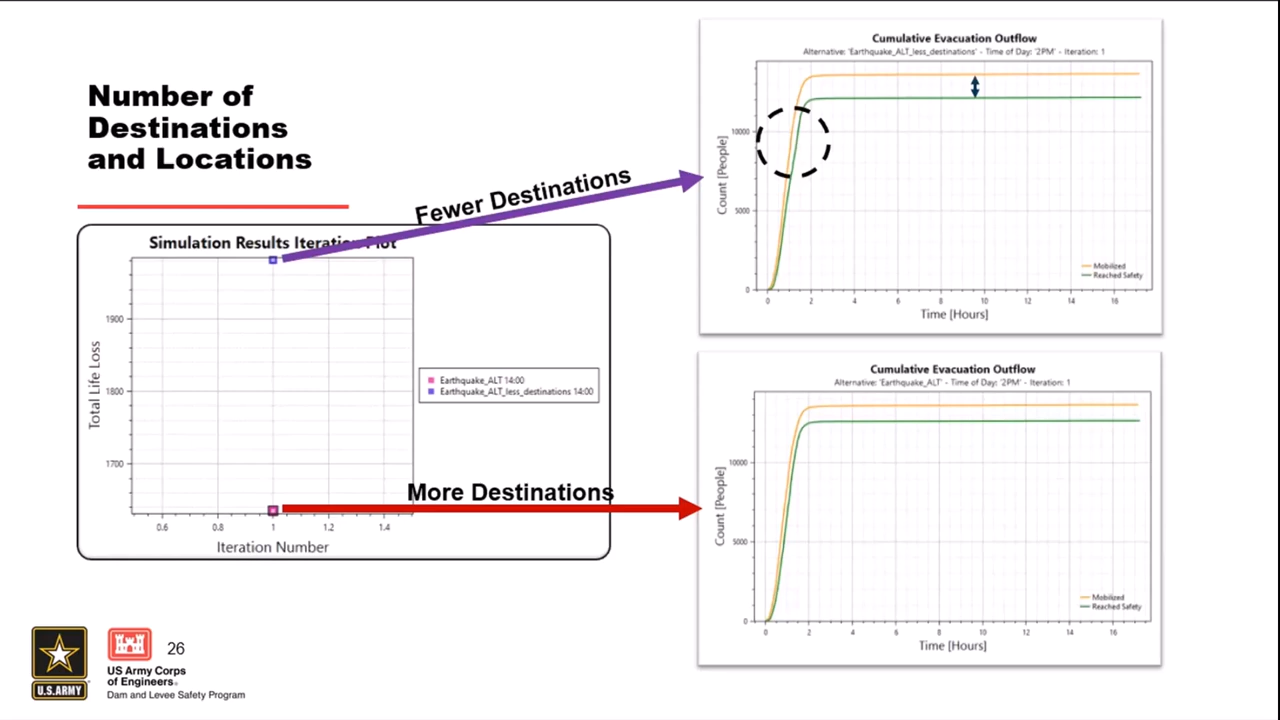 Number of
Destinations
and Locations
Fewer Destinations
Simulation Results Iteration Plot
Total Life Loss
1900
1800
1700
0.6 0.8 1 1.2 1.4
Iteration Number
Earthquake_ALT 14:00
Earthquake_ALT_less_destinations 14:00
More Destinations
Cumulative Evacuation Outflow
Alternative: 'Earthquake_ALT_less_destinations' - Time of Day: '2PM' - Iteration: 1
Count [People]
10000
5000
0
0 2 4 6 8 10 12 14 16
Time [Hours]
Mobilized
Reached Safety
Cumulative Evacuation Outflow
Alternative: 'Earthquake_ALT' - Time of Day: '2PM' - Iteration: 1
Count [People]
10000
5000
0
0 2 4 6 8 10 12 14 16
Time [Hours]
Mobilized
Reached Safety
U.S.ARMY
26
US Army Corps
of Engineers®
Dam and Levee Safety Program